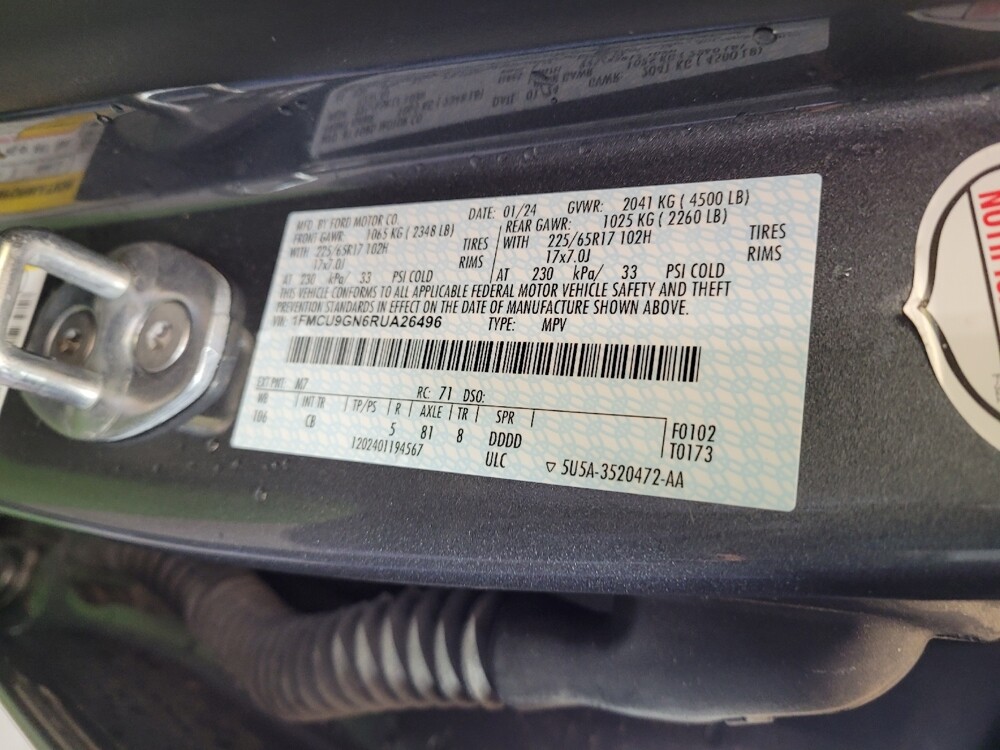 MFD. BY FORD MOTOR CO.
DATE: 01/24 GVWR: 2041 KG ( 4500 LB)
FRONT GAWR: 1065 KG ( 2348 LB) REAR GAWR: 1025 KG ( 2260 LB)
WITH 225/65R17 102H TIRES WITH 225/65R17 102H TIRES
17x7.0J RIMS 17x7.0J RIMS
AT 230 kPa/ 33 PSI COLD AT 230 kPa/ 33 PSI COLD
THIS VEHICLE CONFORMS TO ALL APPLICABLE FEDERAL MOTOR VEHICLE SAFETY AND THEFT
PREVENTION STANDARDS IN EFFECT ON THE DATE OF MANUFACTURE SHOWN ABOVE.
VIN: 1FMCU9GN6RUA26496 TYPE: MPV
EXT PNT: M7 RC: 71 DSO:
WB INT TR TP/PS R AXLE TR SPR
106 CB 5 81 8 DDDD
F0102
T0173
1202401194567 ULC 5U5A-3520472-AA